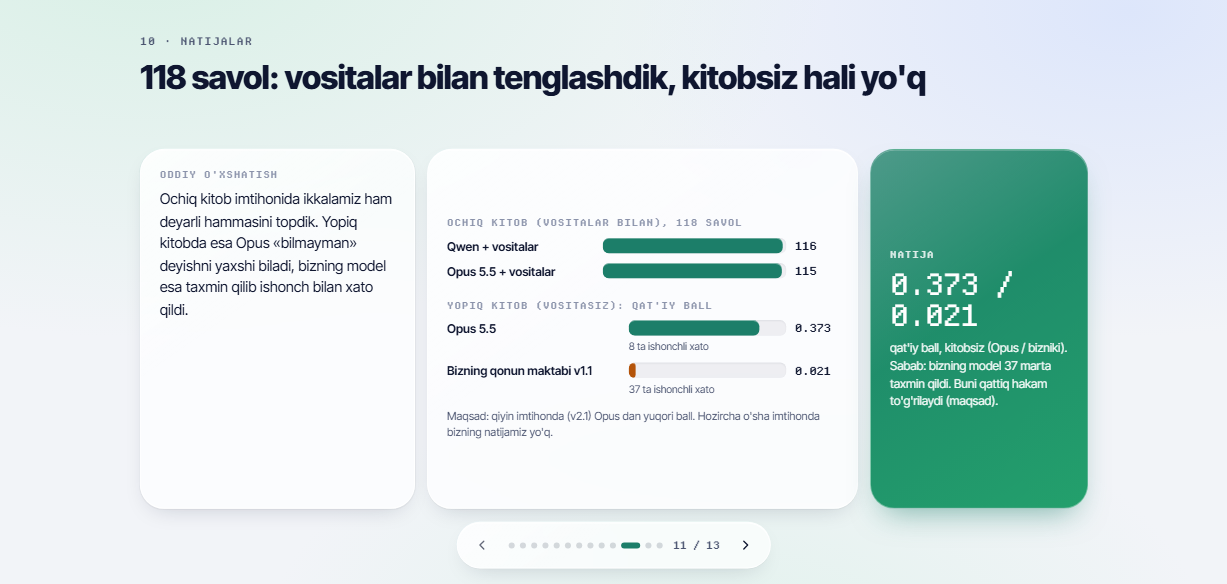 10 · NATIJALAR
118 savol: vositalar bilan tenglashdik, kitobsiz hali yo'q
ODDIY O'XSHATISH
Ochiq kitob imtihonida ikkalamiz ham
deyarli hammasini topdik. Yopiq
kitobda esa Opus «bilmayman»
deyishni yaxshi biladi, bizning model
esa taxmin qilib ishonch bilan xato
qildi.
OCHIQ KITOB (VOSITALAR BILAN), 118 SAVOL
Qwen + vositalar 116
Opus 5.5 + vositalar 115
YOPIQ KITOB (VOSITASIZ): QAT'IY BALL
Opus 5.5 0.373
8 ta ishonchli xato
Bizning qonun maktabi v1.1 0.021
37 ta ishonchli xato
Maqsad: qiyin imtihonda (v2.1) Opus dan yuqori ball. Hozircha o'sha imtihonda
bizning natijamiz yo'q.
NATIJA
0.373 /
0.021
qat'iy ball, kitobsiz (Opus / bizniki).
Sabab: bizning model 37 marta
taxmin qildi. Buni qattiq hakam
to'g'rilaydi (maqsad).
11 / 13